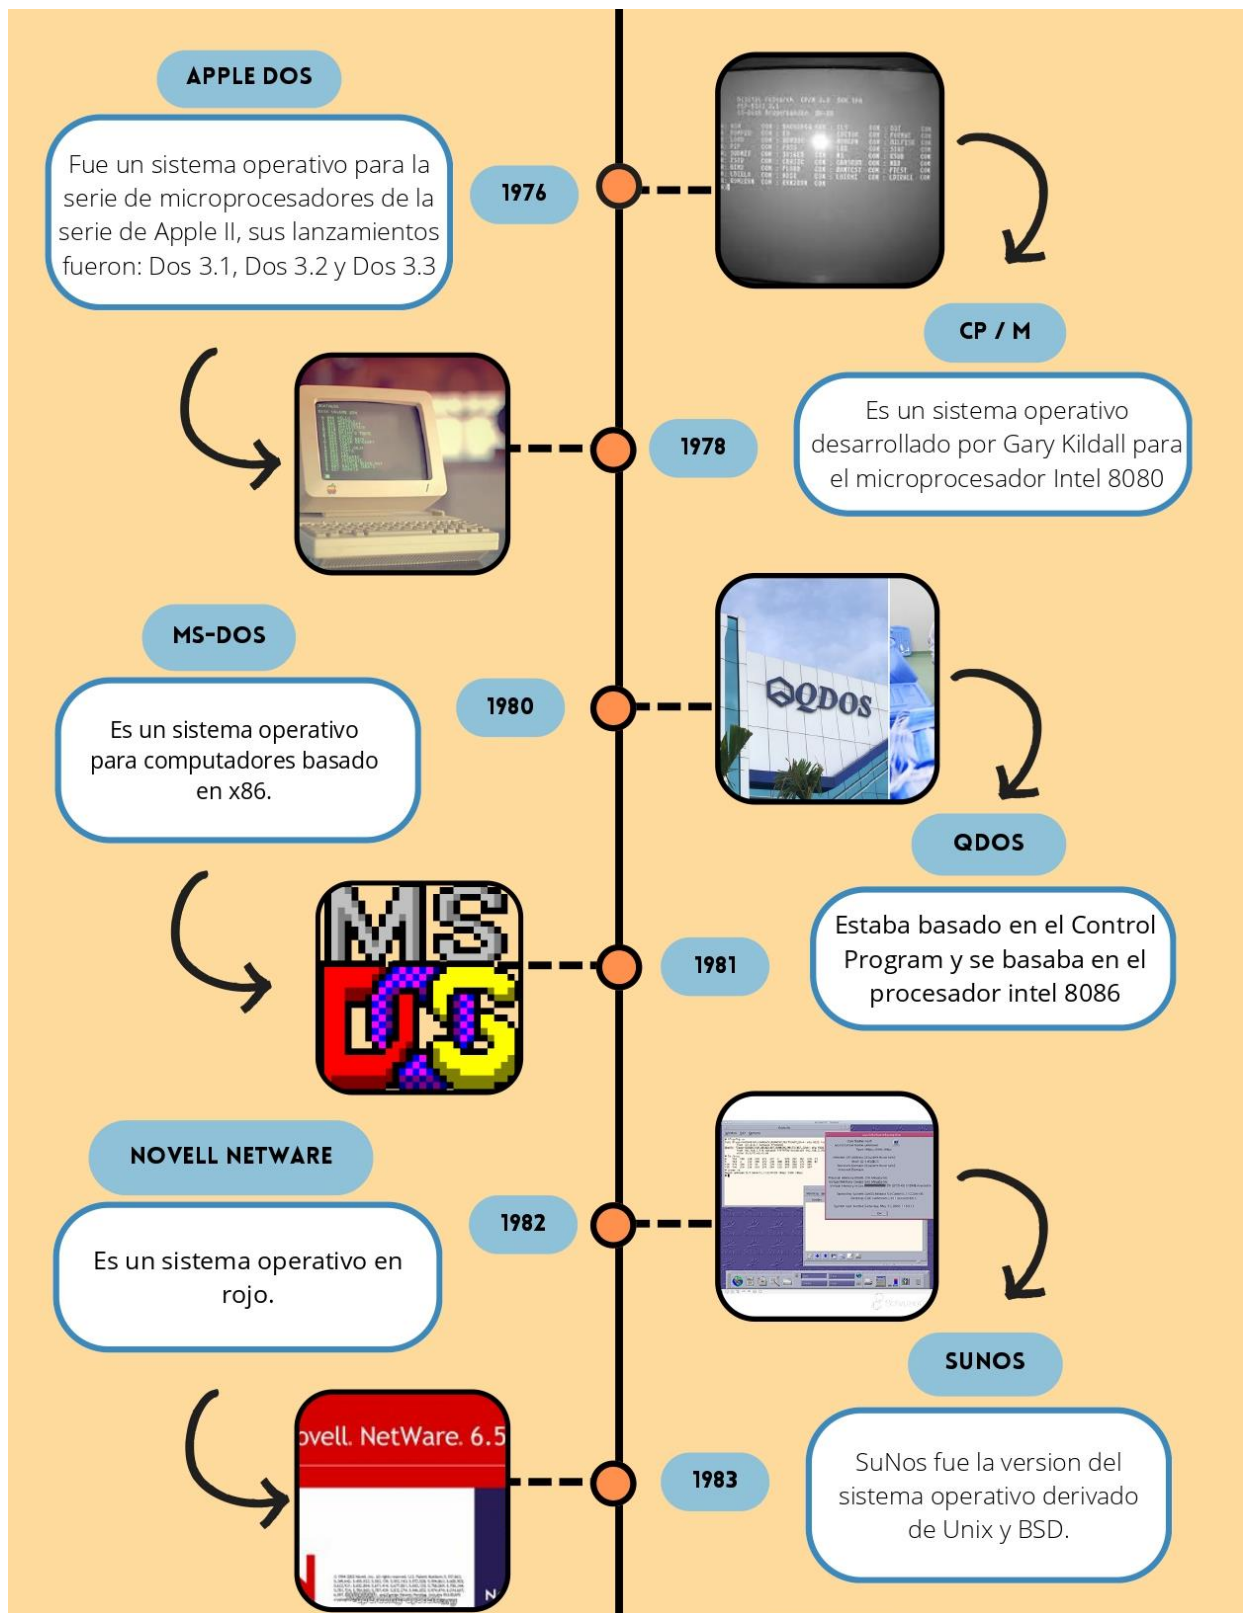 APPLE DOS
Fue un sistema operativo para la
serie de microprocesadores de la
serie de Apple II, sus lanzamientos
fueron: Dos 3.1, Dos 3.2 y Dos 3.3
1976
CP / M
Es un sistema operativo
desarrollado por Gary Kildall para
el microprocesador Intel 8080
1978
MS-DOS
Es un sistema operativo
para computadores basado
en x86.
1980
QDOS
QDOS
Estaba basado en el Control
Program y se basaba en el
procesador intel 8086
MS
DOS
1981
NOVELL NETWARE
Es un sistema operativo en
rojo.
1982
SUNOS
SuNos fue la version del
sistema operativo derivado
de Unix y BSD.
ovell. NetWare. 6.5
1983